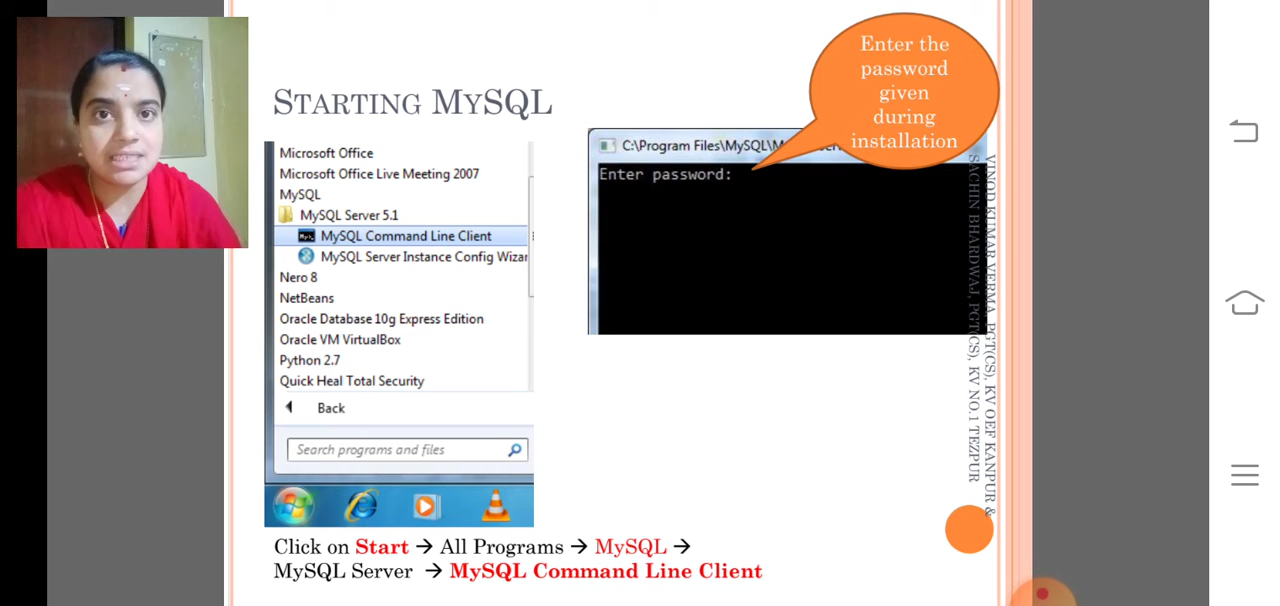 STARTING MYSQL
Enter the
password
given
during
installation
Microsoft Office
Microsoft Office Live Meeting 2007
MySQL
MySQL Server 5.1
MySQL Command Line Client
MySQL Server Instance Config Wizar
Nero 8
NetBeans
Oracle Database 10g Express Edition
Oracle VM VirtualBox
Python 2.7
Quick Heal Total Security
Back
Search programs and files
C:\Program Files\MySQL\M
Enter password:
VINOD KUMAR VERMA, PGT(CS), KV OEF KANPUR &
SACHIN BHARDWAJ, PGT(CS), KV NO.1 TEZPUR
Click on Start → All Programs → MySQL →
MySQL Server → MySQL Command Line Client